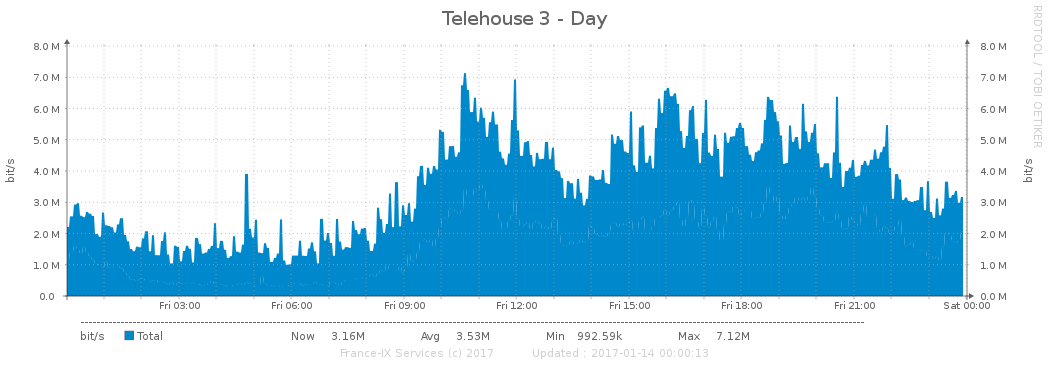 Telehouse 3 - Day
RRDTOOL / TOBI OETIKER
bit/s
8.0 M 8.0 M
7.0 M 7.0 M
6.0 M 6.0 M
5.0 M 5.0 M
4.0 M 4.0 M
3.0 M 3.0 M
2.0 M 2.0 M
1.0 M 1.0 M
0.0 0.0 M
bit/s
Fri 03:00 Fri 06:00 Fri 09:00 Fri 12:00 Fri 15:00 Fri 18:00 Fri 21:00 Sat 00:00
bit/s Total Now 3.16M Avg 3.53M Min 992.59k Max 7.12M
France-IX Services (c) 2017 Updated : 2017-01-14 00:00:13